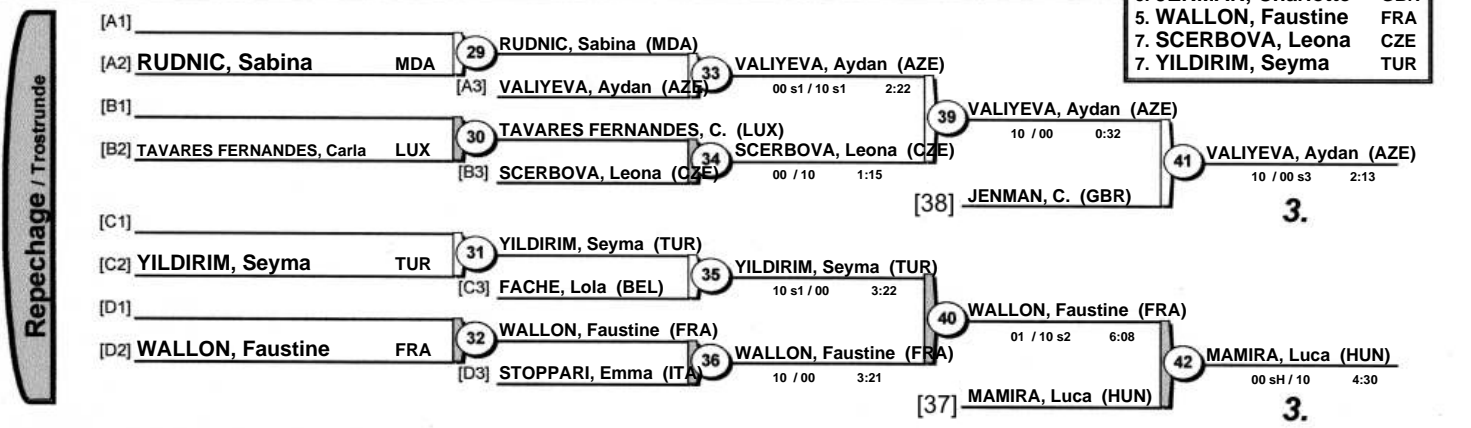 5. WALLON, Faustine FRA
7. SCERBOVA, Leona CZE
7. YILDIRIM, Seyma TUR
Repechage / Trostrunde
[A1]
[A2] RUDNIC, Sabina MDA
29
RUDNIC, Sabina (MDA)
[A3] VALIYEVA, Aydan (AZE)
33
VALIYEVA, Aydan (AZE)
00 s1 / 10 s1 2:22
[B1]
[B2] TAVARES FERNANDES, Carla LUX
30
TAVARES FERNANDES, C. (LUX)
[B3] SCERBOVA, Leona (CZE)
34
SCERBOVA, Leona (CZE)
00 / 10 1:15
39
VALIYEVA, Aydan (AZE)
10 / 00 0:32
[38] JENMAN, C. (GBR)
41
VALIYEVA, Aydan (AZE)
10 / 00 s3 2:13
3.
[C1]
[C2] YILDIRIM, Seyma TUR
31
YILDIRIM, Seyma (TUR)
[C3] FACHE, Lola (BEL)
35
YILDIRIM, Seyma (TUR)
10 s1 / 00 3:22
[D1]
[D2] WALLON, Faustine FRA
32
WALLON, Faustine (FRA)
[D3] STOPPARI, Emma (ITA)
36
WALLON, Faustine (FRA)
10 / 00 3:21
40
WALLON, Faustine (FRA)
01 / 10 s2 6:08
[37] MAMIRA, Luca (HUN)
42
MAMIRA, Luca (HUN)
00 sH / 10 4:30
3.